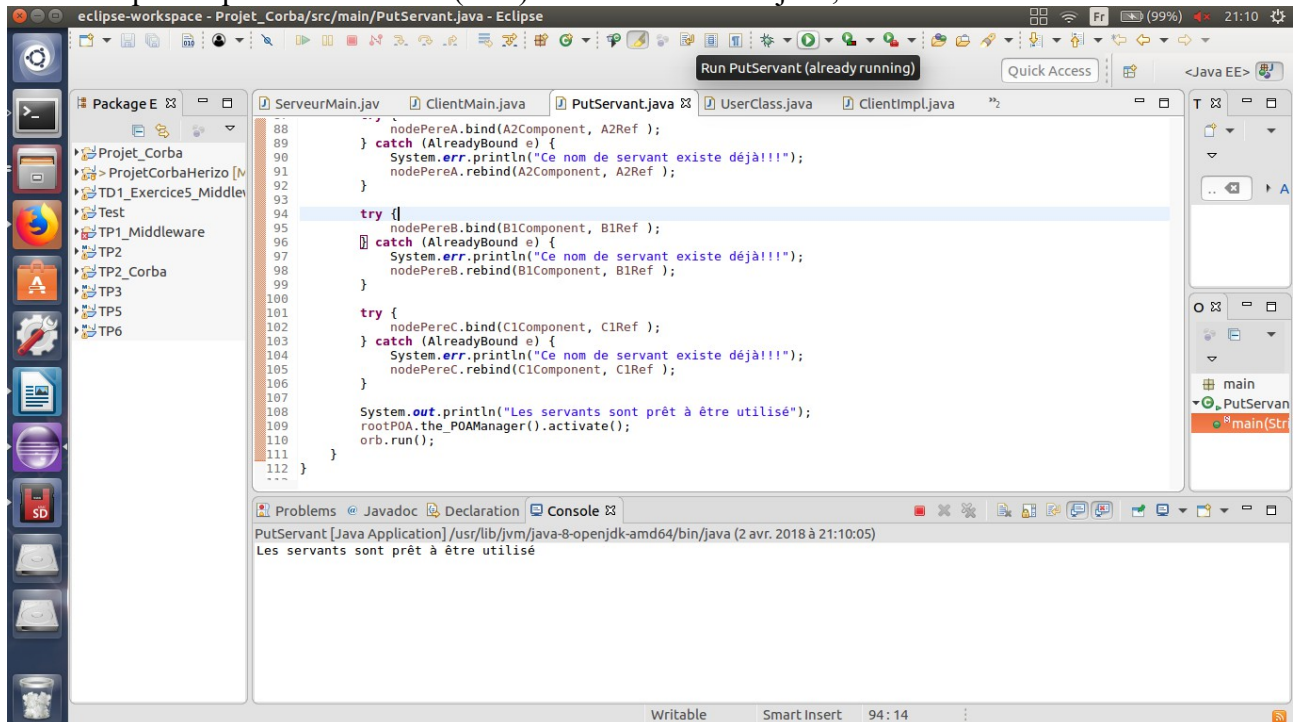 eclipse-workspace - Projet_Corba/src/main/PutServant.java - Eclipse
Fr (99%) 21:10
Run PutServant (already running)
Quick Access
<Java EE>
Package E
ServeurMain.jav ClientMain.java PutServant.java UserClass.java ClientImpl.java »2
T
88 nodePereA.bind(A2Component, A2Ref );
89 } catch (AlreadyBound e) {
90 System.err.println("Ce nom de servant existe déjà!!!");
91 nodePereA.rebind(A2Component, A2Ref );
92 }
93
94 try {
95 nodePereB.bind(B1Component, B1Ref );
96 } catch (AlreadyBound e) {
97 System.err.println("Ce nom de servant existe déjà!!!");
98 nodePereB.rebind(B1Component, B1Ref );
99 }
100
101 try {
102 nodePereC.bind(C1Component, C1Ref );
103 } catch (AlreadyBound e) {
104 System.err.println("Ce nom de servant existe déjà!!!");
105 nodePereC.rebind(C1Component, C1Ref );
106 }
107
108 System.out.println("Les servants sont prêt à être utilisé");
109 rootPOA.the_POAManager().activate();
110 orb.run();
111 }
112 }
Projet_Corba
> ProjetCorbaHerizo [M
TD1_Exercice5_Middlew
Test
TP1_Middleware
TP2
TP2_Corba
TP3
TP5
TP6
.. A
O
main
PutServan
main(Stri
Problems Javadoc Declaration Console
PutServant [Java Application] /usr/lib/jvm/java-8-openjdk-amd64/bin/java (2 avr. 2018 à 21:10:05)
Les servants sont prêt à être utilisé
SD
Writable Smart Insert 94 : 14